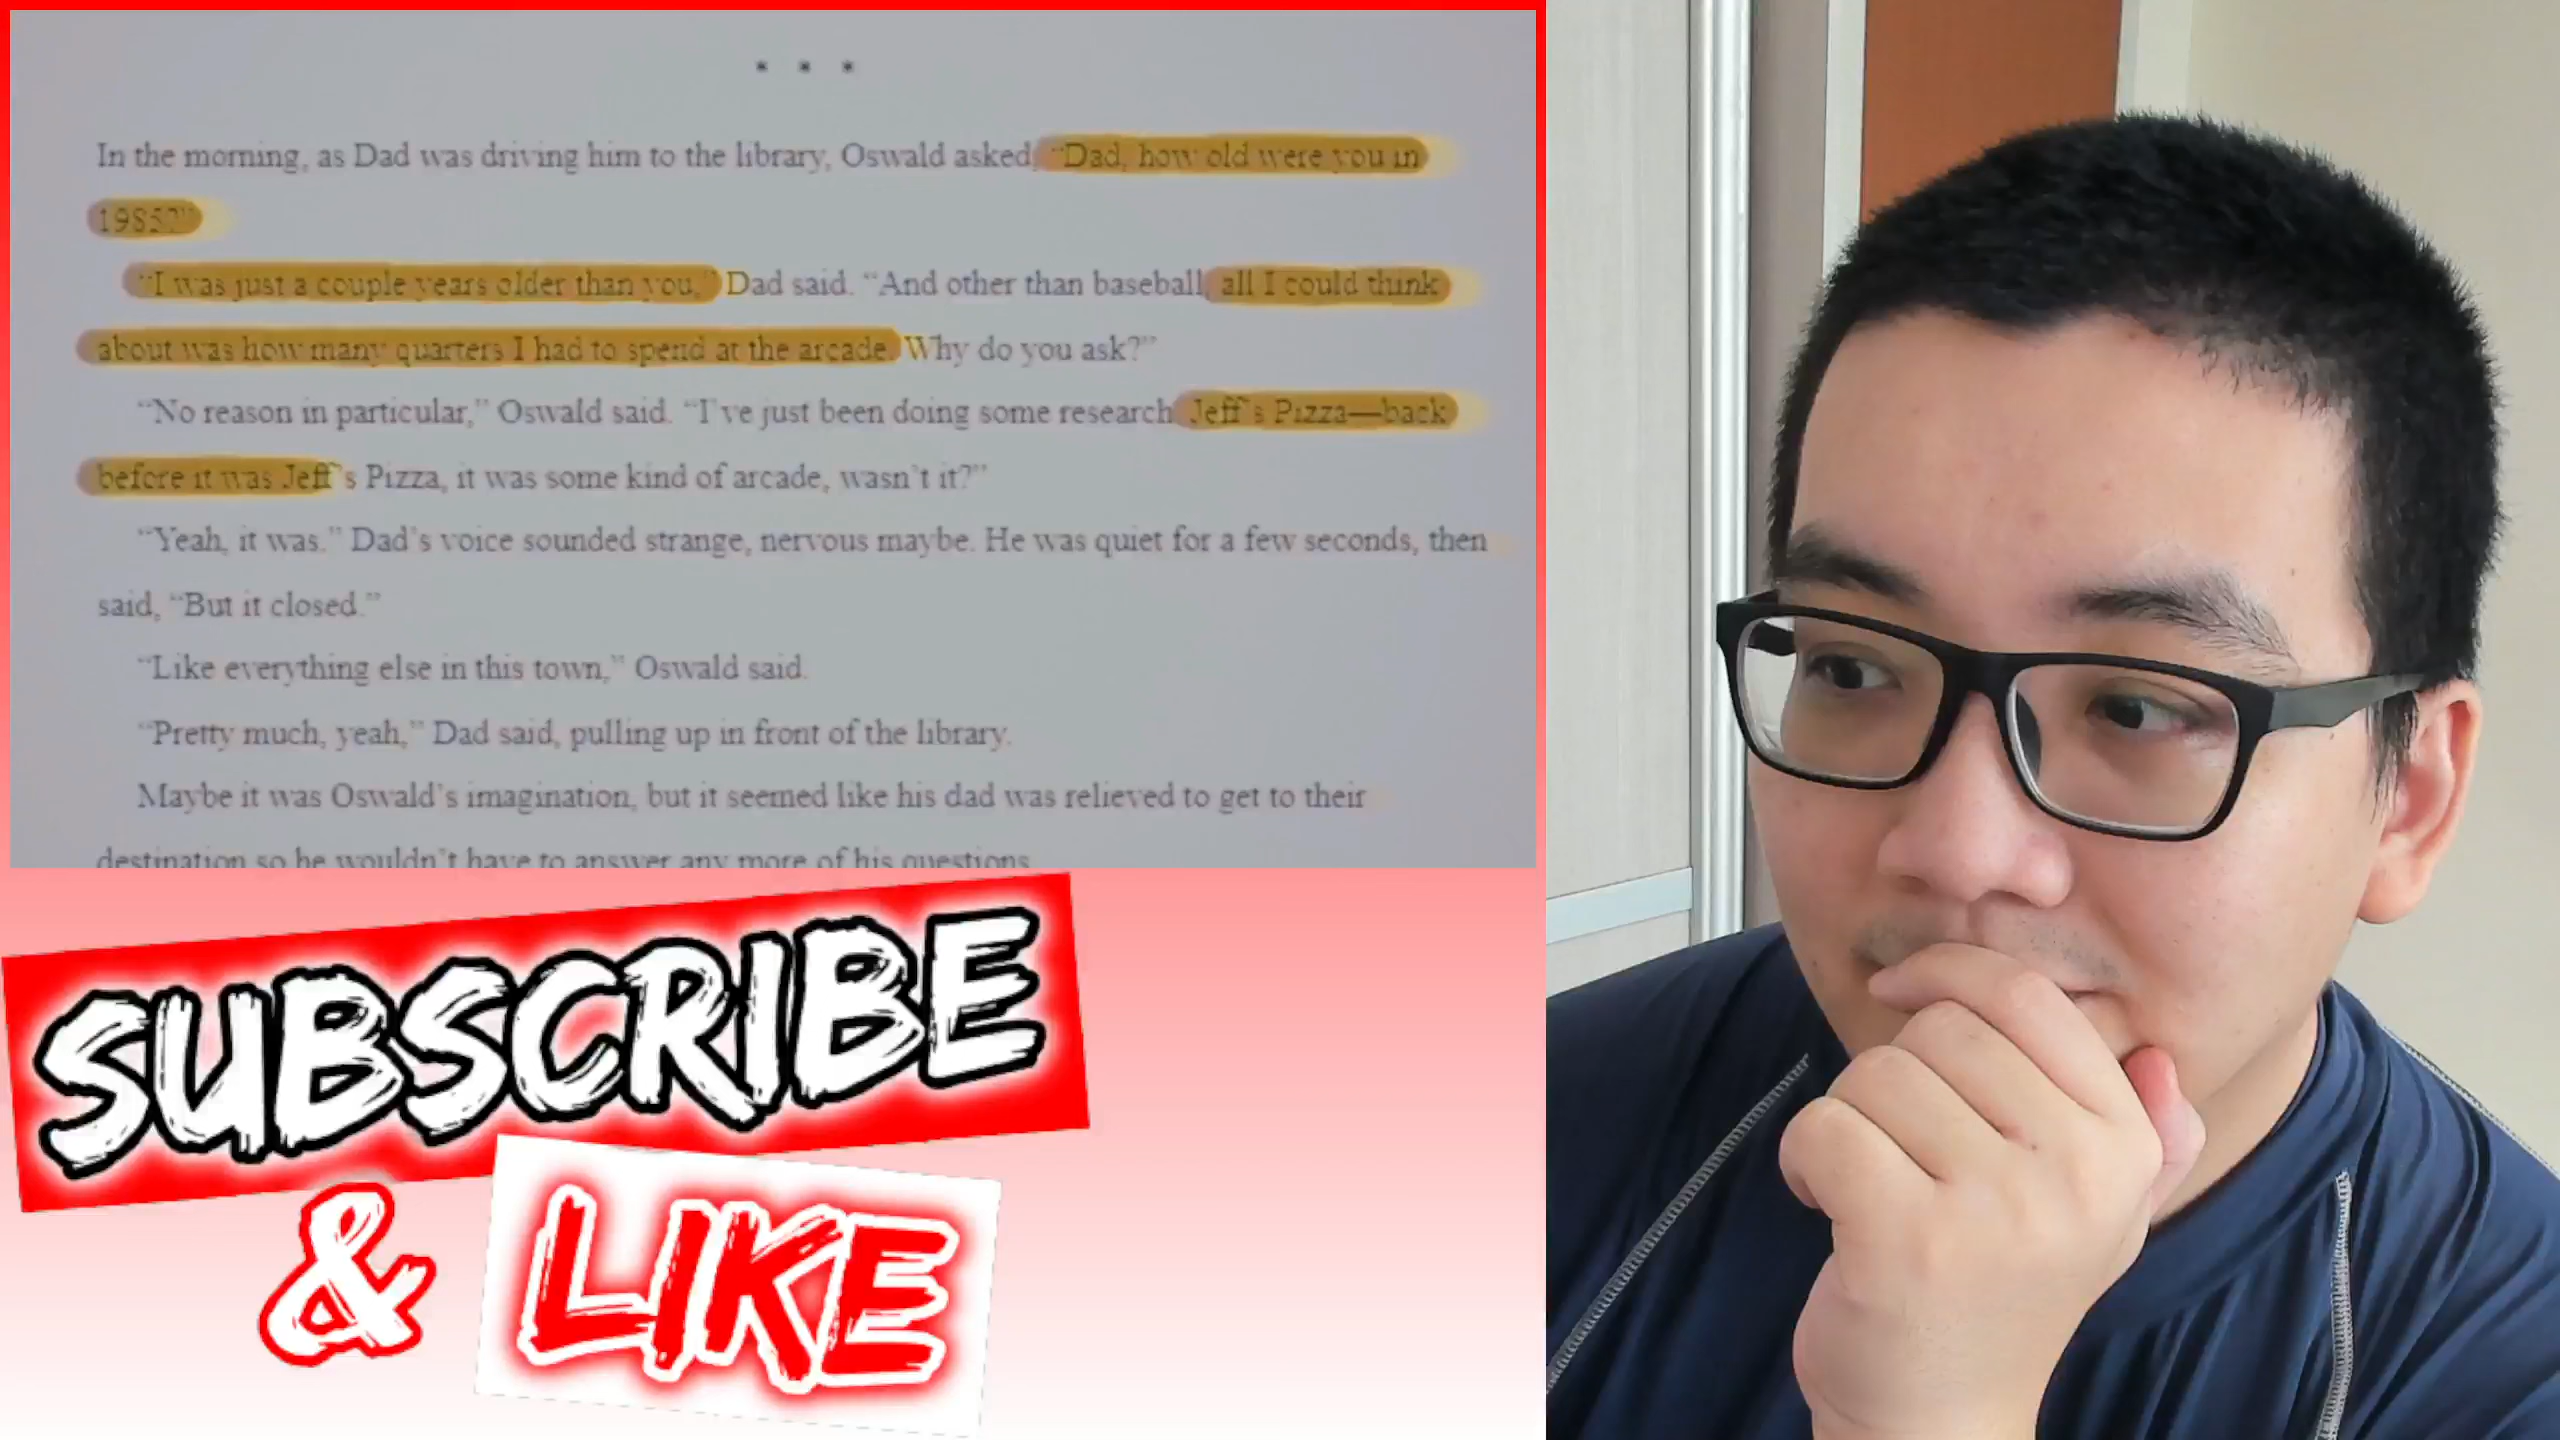 * * *
In the morning, as Dad was driving him to the library, Oswald asked, “Dad, how old were you in
1985?”
“I was just a couple years older than you,” Dad said. “And other than baseball, all I could think
about was how many quarters I had to spend at the arcade. Why do you ask?”
“No reason in particular,” Oswald said. “I’ve just been doing some research. Jeff’s Pizza—back
before it was Jeff’s Pizza, it was some kind of arcade, wasn’t it?”
“Yeah, it was.” Dad’s voice sounded strange, nervous maybe. He was quiet for a few seconds, then
said, “But it closed.”
“Like everything else in this town,” Oswald said.
“Pretty much, yeah,” Dad said, pulling up in front of the library.
Maybe it was Oswald’s imagination, but it seemed like his dad was relieved to get to their
destination so he wouldn’t have to answer any more of his questions.
SUBSCRIBE
& LIKE